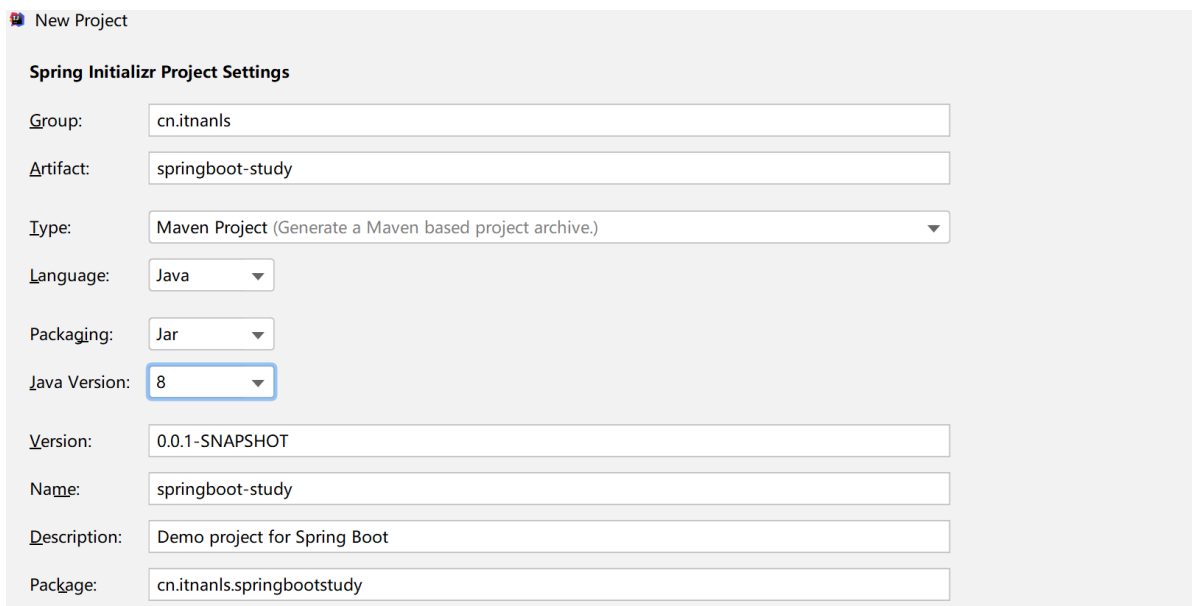 New Project
Spring Initializr Project Settings
Group: cn.itnanls
Artifact: springboot-study
Type: Maven Project (Generate a Maven based project archive.)
Language: Java
Packaging: Jar
Java Version: 8
Version: 0.0.1-SNAPSHOT
Name: springboot-study
Description: Demo project for Spring Boot
Package: cn.itnanls.springbootstudy